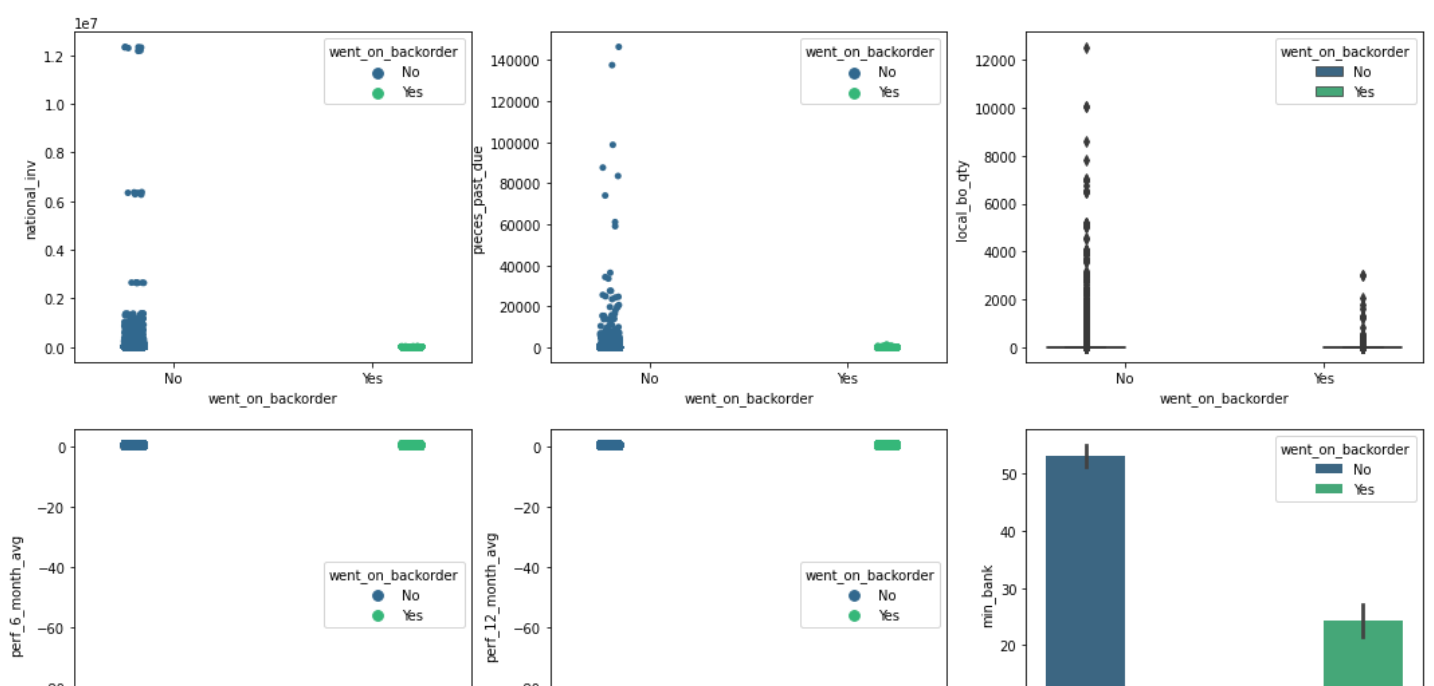 1e7
national_inv
1.2
1.0
0.8
0.6
0.4
0.2
0.0
went_on_backorder
No
Yes
No Yes
went_on_backorder
pieces_past_due
140000
120000
100000
80000
60000
40000
20000
0
went_on_backorder
No
Yes
No Yes
went_on_backorder
local_bo_qty
12000
10000
8000
6000
4000
2000
0
went_on_backorder
No
Yes
No Yes
went_on_backorder
perf_6_month_avg
0
−20
−40
−60
−80
went_on_backorder
No
Yes
perf_12_month_avg
0
−20
−40
−60
−80
went_on_backorder
No
Yes
min_bank
50
40
30
20
went_on_backorder
No
Yes